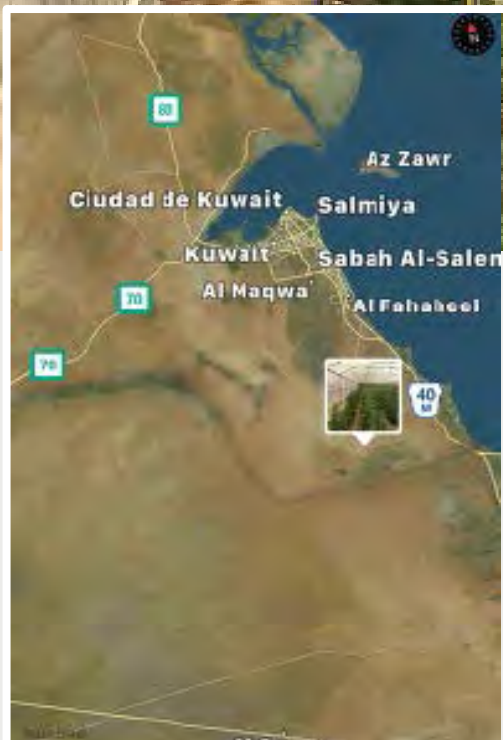 80
Az Zawr
Ciudad de Kuwait
Salmiya
Kuwait
Sabah Al-Salem
Al Maqwa
70
Al Fahaheel
70
40
M